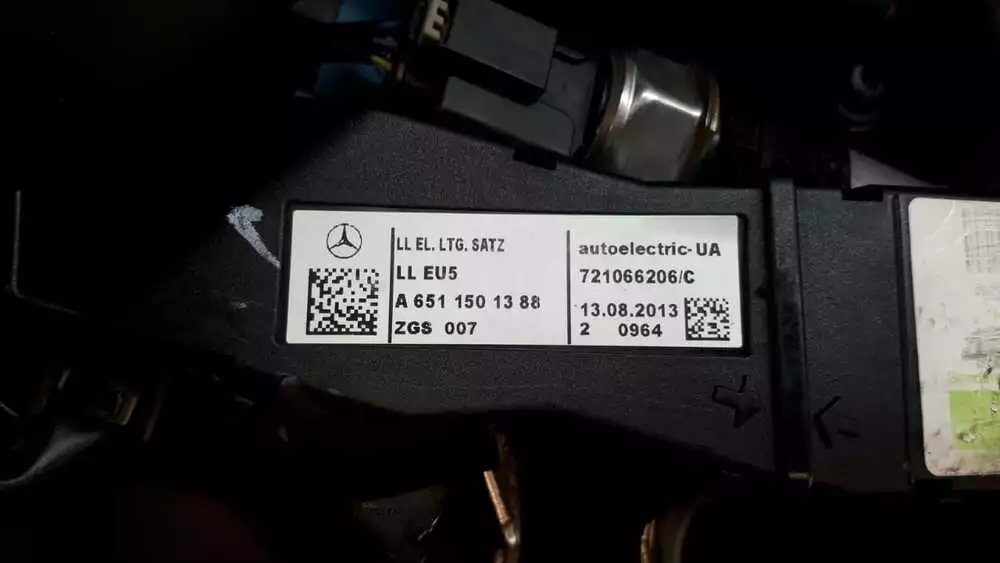 LL EL. LTG. SATZ
LL EU5
A 651 150 13 88
ZGS 007
autoelectric-UA
721066206/C
13.08.2013
2 0964